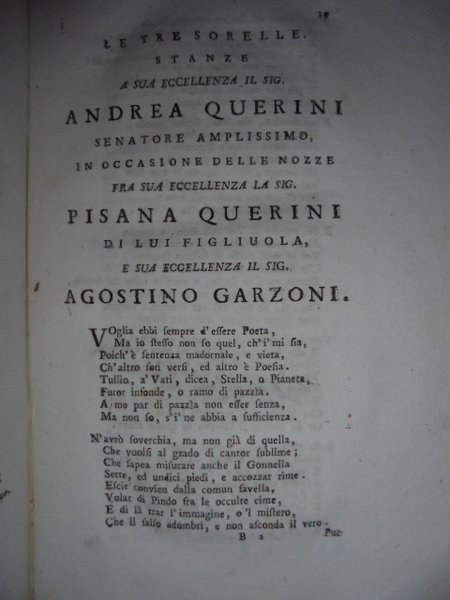 19
LE TRE SORELLE.
STANZE
A SUA ECCELLENZA IL SIG.
ANDREA QUERINI
SENATORE AMPLISSIMO,
IN OCCASIONE DELLE NOZZE
FRA SUA ECCELLENZA LA SIG.
PISANA QUERINI
DI LUI FIGLIUOLA,
E SUA ECCELLENZA IL SIG.
AGOSTINO GARZONI.
VOglia ebbi sempre d'essere Poeta,
Ma io stesso non so quel, ch'i' mi sia,
Poich'è sentenza madornale, e vieta,
Ch'altro son versi, ed altro è Poesia.
Tullio, a' Vati, dicea, Stella, o Pianeta,
Furor infonde, o ramo di pazzìa.
A me par di pazzìa non esser senza,
Ma non so, s'i' ne abbia a sufficienza.
N'avrò soverchia, ma non già di quella,
Che vuolsi al grado di cantor sublime;
Che sapea misurare anche il Gonnella
Sette, ed undici piedi, e accozzar rime.
Escir convien dalla comun favella,
Volar di Pindo fra le occulte cime,
E di là trar l'immagine, o 'l mistero,
Che il falso adombri, e non asconda il vero.
B 2
Pur